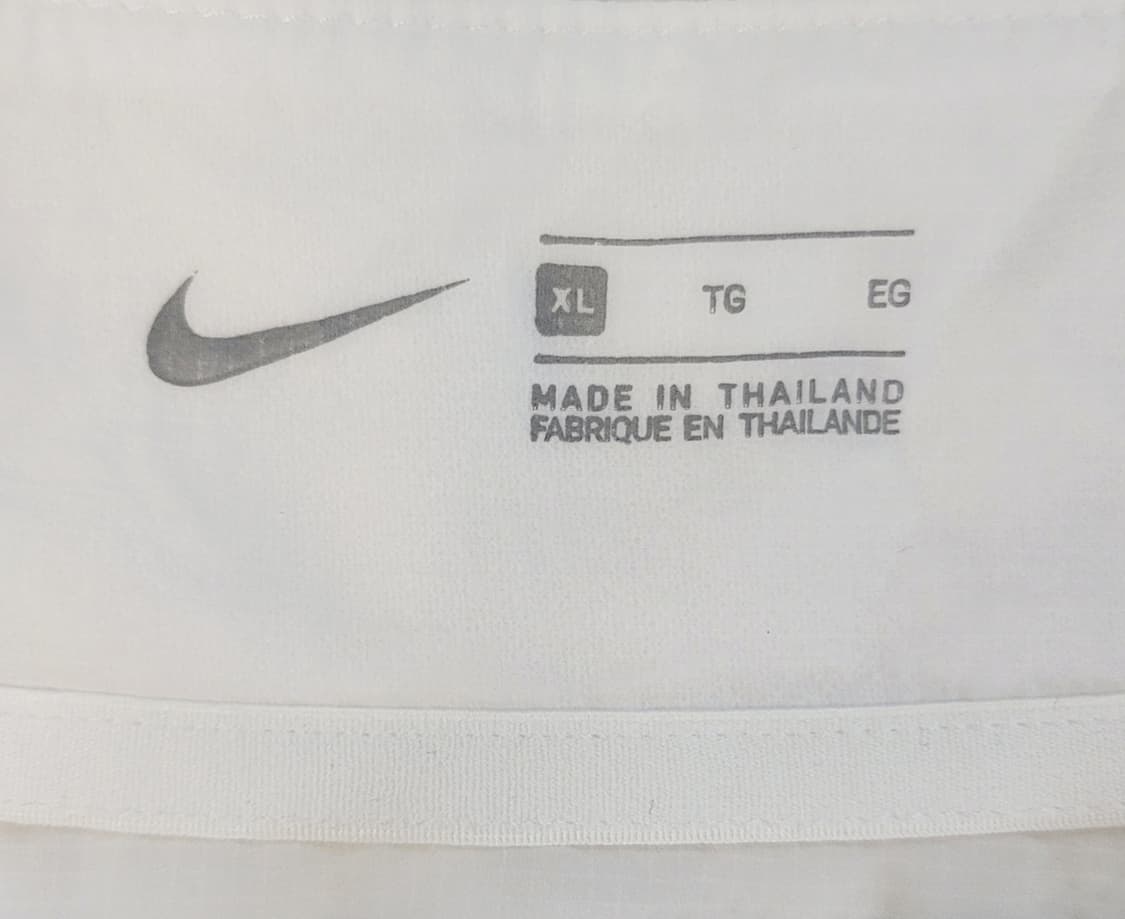 XL TG EG
MADE IN THAILAND
FABRIQUE EN THAILANDE